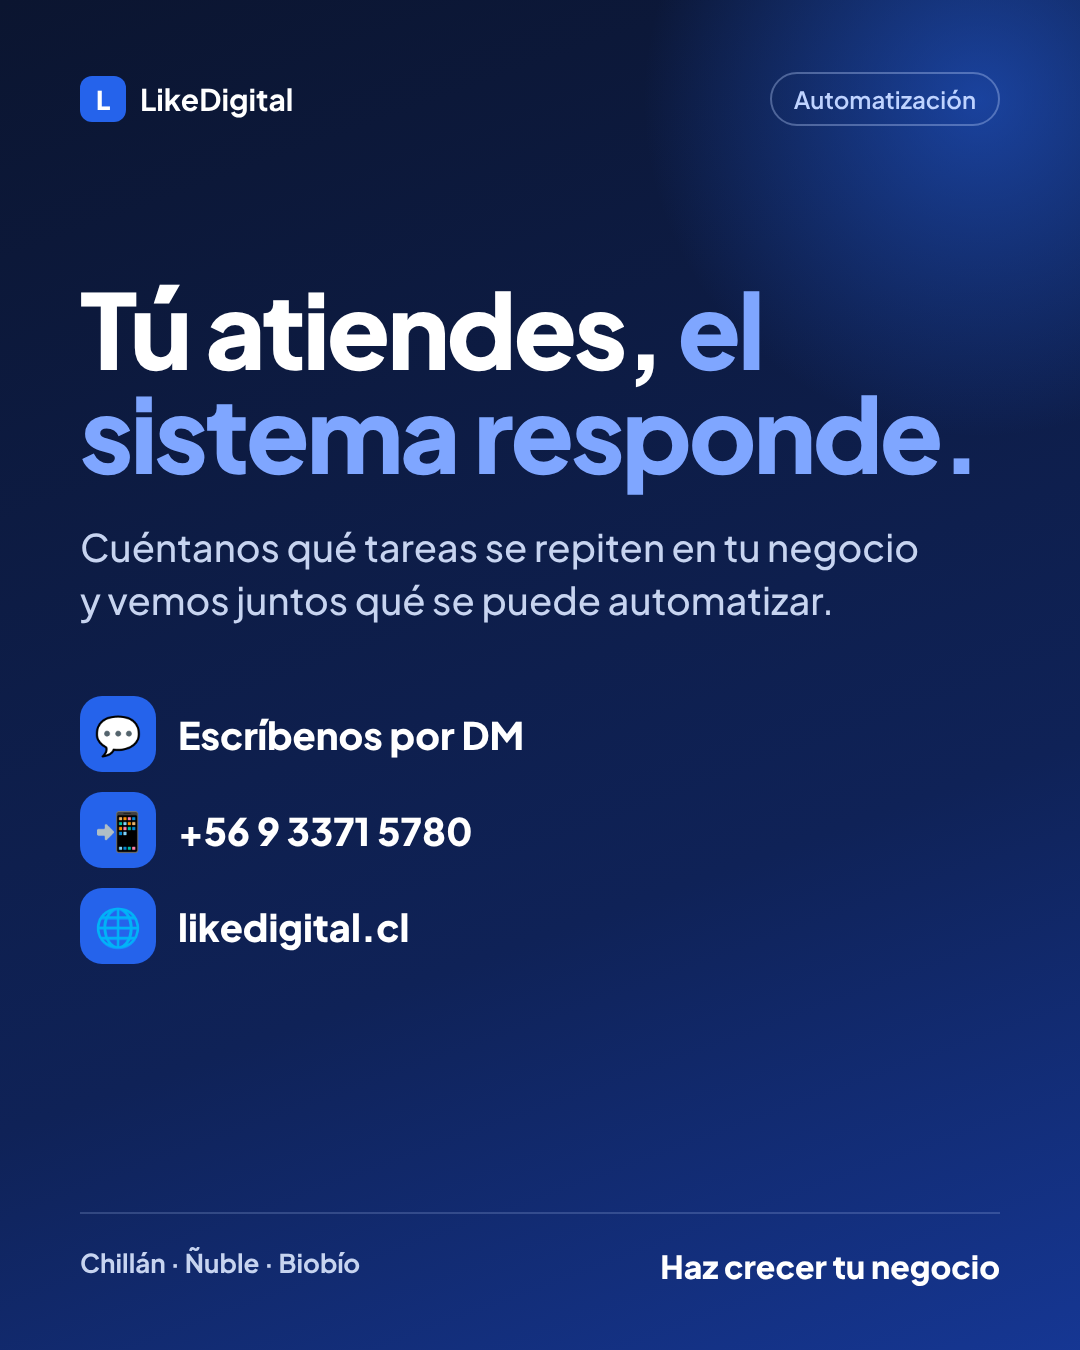 L LikeDigital
Automatización
Tú atiendes, el
sistema responde.
Cuéntanos qué tareas se repiten en tu negocio
y vemos juntos qué se puede automatizar.
Escríbenos por DM
+56 9 3371 5780
likedigital.cl
Chillán · Ñuble · Biobío
Haz crecer tu negocio